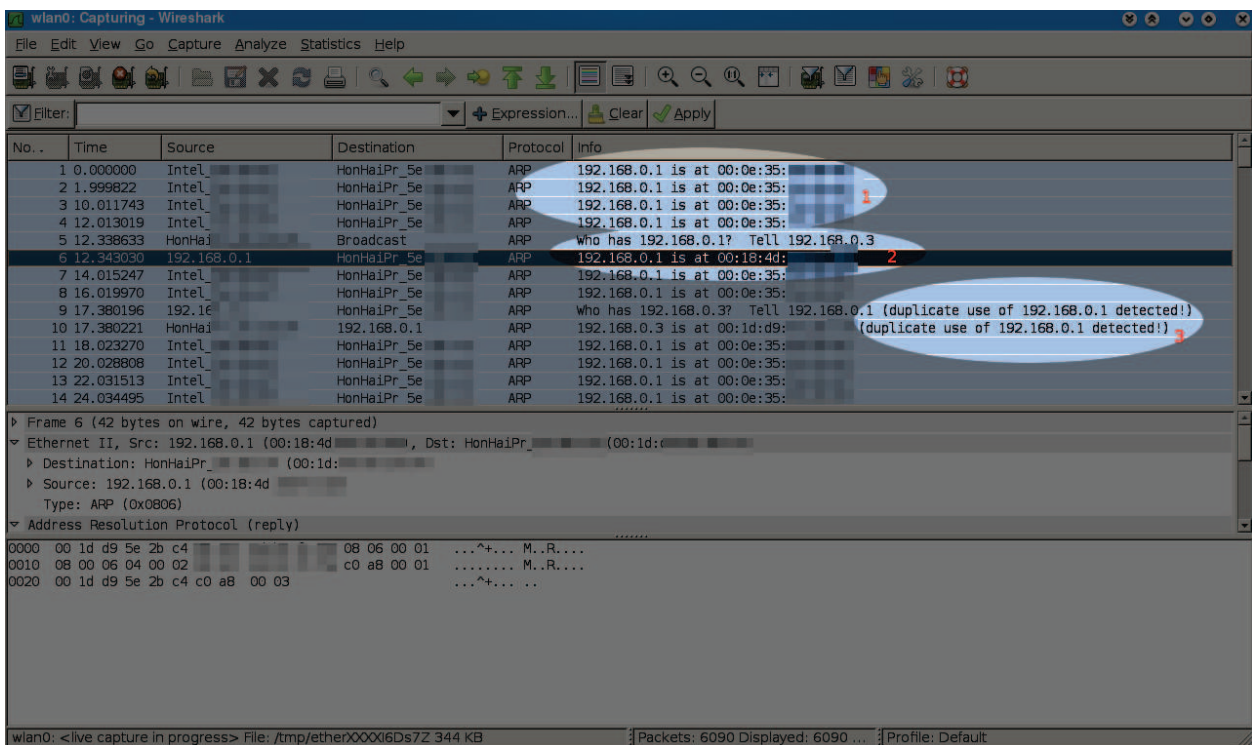 wlan0: Capturing - Wireshark
File Edit View Go Capture Analyze Statistics Help
Filter: Expression... Clear Apply
No.. Time Source Destination Protocol Info
1 0.000000 Intel_ HonHaiPr_5e ARP 192.168.0.1 is at 00:0e:35:
2 1.999822 Intel_ HonHaiPr_5e ARP 192.168.0.1 is at 00:0e:35:
3 10.011743 Intel_ HonHaiPr_5e ARP 192.168.0.1 is at 00:0e:35:
1
4 12.013019 Intel_ HonHaiPr_5e ARP 192.168.0.1 is at 00:0e:35:
5 12.338633 HonHai Broadcast ARP Who has 192.168.0.1? Tell 192.168.0.3
6 12.343030 192.168.0.1 HonHaiPr_5e ARP 192.168.0.1 is at 00:18:4d: 2
7 14.015247 Intel_ HonHaiPr_5e ARP 192.168.0.1 is at 00:0e:35:
8 16.019970 Intel_ HonHaiPr_5e ARP 192.168.0.1 is at 00:0e:35:
9 17.380196 192.16 HonHaiPr_5e ARP Who has 192.168.0.3? Tell 192.168.0.1 (duplicate use of 192.168.0.1 detected!)
10 17.380221 HonHai 192.168.0.1 ARP 192.168.0.3 is at 00:1d:d9: (duplicate use of 192.168.0.1 detected!)
3
11 18.023270 Intel_ HonHaiPr_5e ARP 192.168.0.1 is at 00:0e:35:
12 20.028808 Intel_ HonHaiPr_5e ARP 192.168.0.1 is at 00:0e:35:
13 22.031513 Intel_ HonHaiPr_5e ARP 192.168.0.1 is at 00:0e:35:
14 24.034495 Intel HonHaiPr_5e ARP 192.168.0.1 is at 00:0e:35:
Frame 6 (42 bytes on wire, 42 bytes captured)
Ethernet II, Src: 192.168.0.1 (00:18:4d ), Dst: HonHaiPr_ (00:1d:
Destination: HonHaiPr_ (00:1d:
Source: 192.168.0.1 (00:18:4d
Type: ARP (0x0806)
Address Resolution Protocol (reply)
0000 00 1d d9 5e 2b c4 08 06 00 01 ...^+... M..R....
0010 08 00 06 04 00 02 c0 a8 00 01 ........ M..R....
0020 00 1d d9 5e 2b c4 c0 a8 00 03 ...^+... ..
wlan0: <live capture in progress> File: /tmp/etherXXXXI6Ds7Z 344 KB Packets: 6090 Displayed: 6090 ... Profile: Default